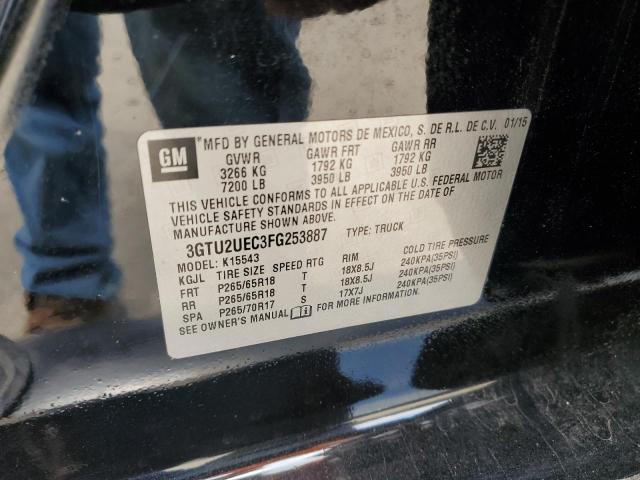 GM
*MFD BY GENERAL MOTORS DE MEXICO, S. DE R.L. DE C.V. 01/15
GVWR GAWR FRT GAWR RR
3266 KG 1792 KG 1792 KG
7200 LB 3950 LB 3950 LB
THIS VEHICLE CONFORMS TO ALL APPLICABLE U.S. FEDERAL MOTOR
VEHICLE SAFETY STANDARDS IN EFFECT ON THE DATE OF
MANUFACTURE SHOWN ABOVE.
3GTU2UEC3FG253887 TYPE: TRUCK
MODEL: K15543
KGJL TIRE SIZE SPEED RTG RIM COLD TIRE PRESSURE
FRT P265/65R18 T 18X8.5J 240KPA(35PSI)
RR P265/65R18 T 18X8.5J 240KPA(35PSI)
SPA P265/70R17 S 17X7J 240KPA(35PSI)
SEE OWNER'S MANUAL FOR MORE INFORMATION.